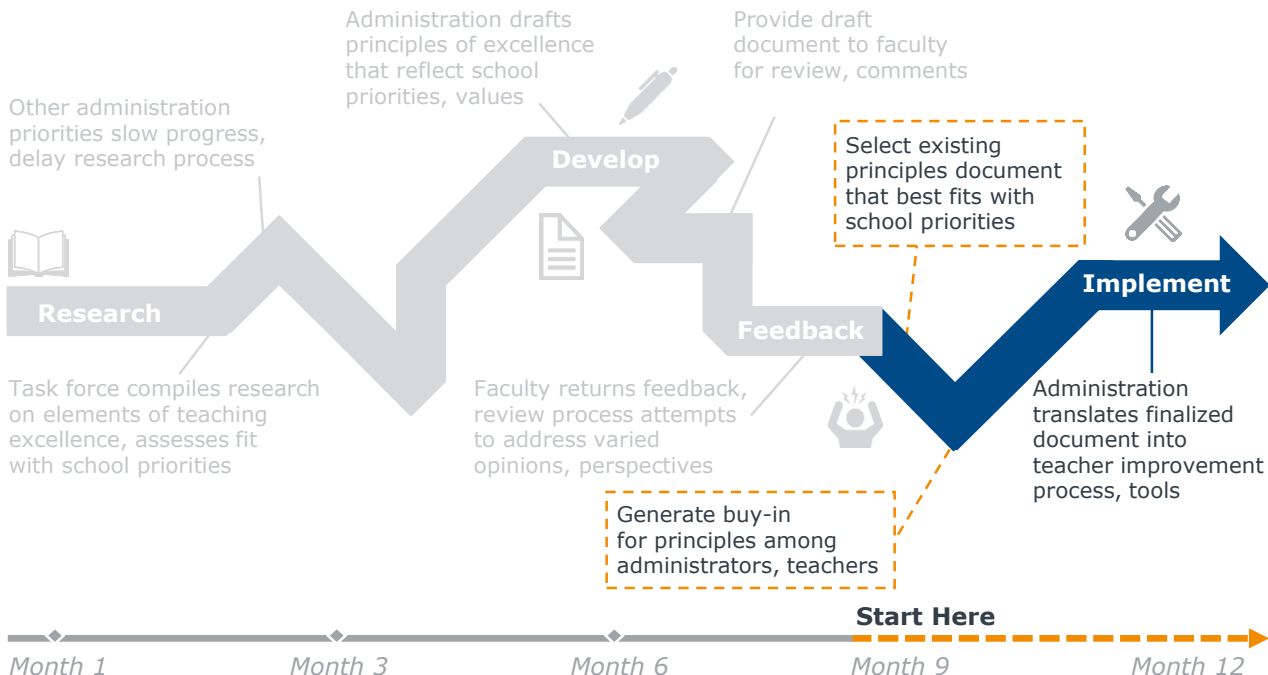 Administration drafts
principles of excellence
that reflect school
priorities, values
Provide draft
document to faculty
for review, comments
Other administration
priorities slow progress,
delay research process
Develop
Select existing
principles document
that best fits with
school priorities
Research
Feedback
Implement
Task force compiles research
on elements of teaching
excellence, assesses fit
with school priorities
Faculty returns feedback,
review process attempts
to address varied
opinions, perspectives
Administration
translates finalized
document into
teacher improvement
process, tools
Generate buy-in
for principles among
administrators, teachers
Start Here
Month 1
Month 3
Month 6
Month 9
Month 12